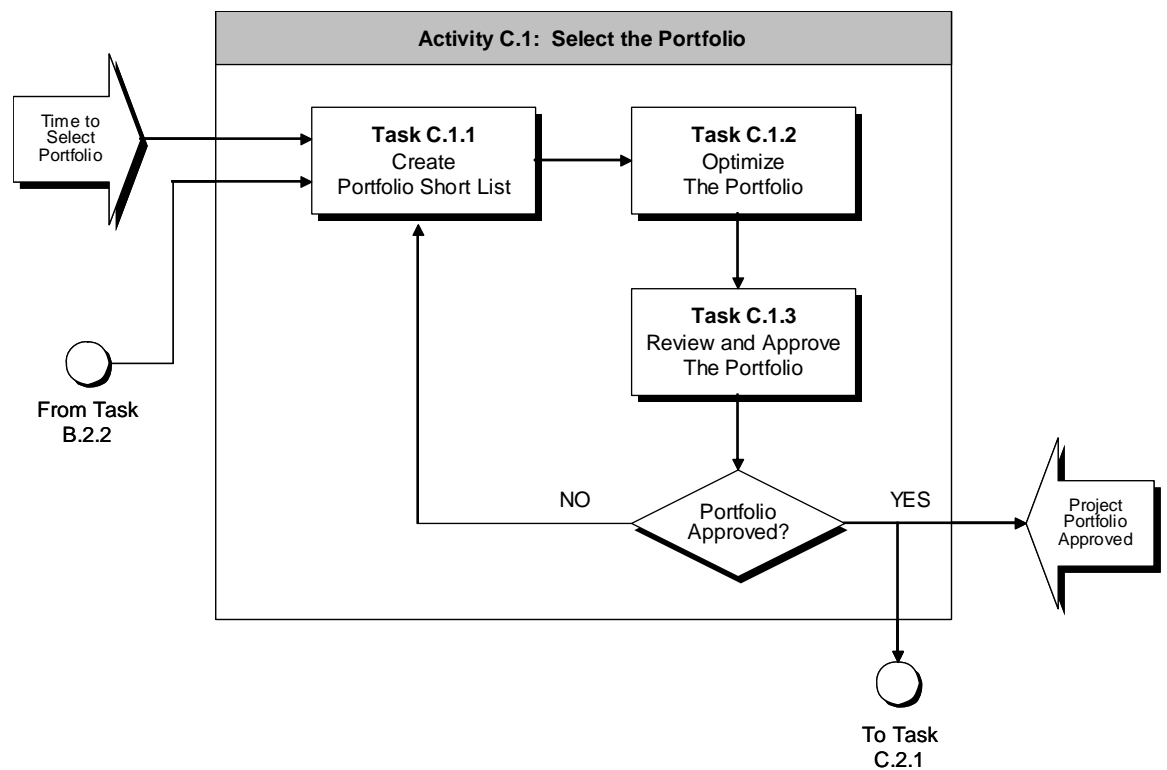 Activity C.1: Select the Portfolio
Time to
Select
Portfolio
Task C.1.1
Create
Portfolio Short List
Task C.1.2
Optimize
The Portfolio
Task C.1.3
Review and Approve
The Portfolio
From Task
B.2.2
NO
Portfolio
Approved?
YES
Project
Portfolio
Approved
To Task
C.2.1